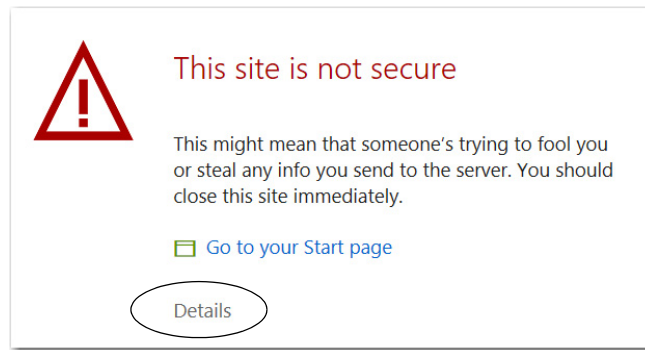 This site is not secure
This might mean that someone’s trying to fool you
or steal any info you send to the server. You should
close this site immediately.
Go to your Start page
Details